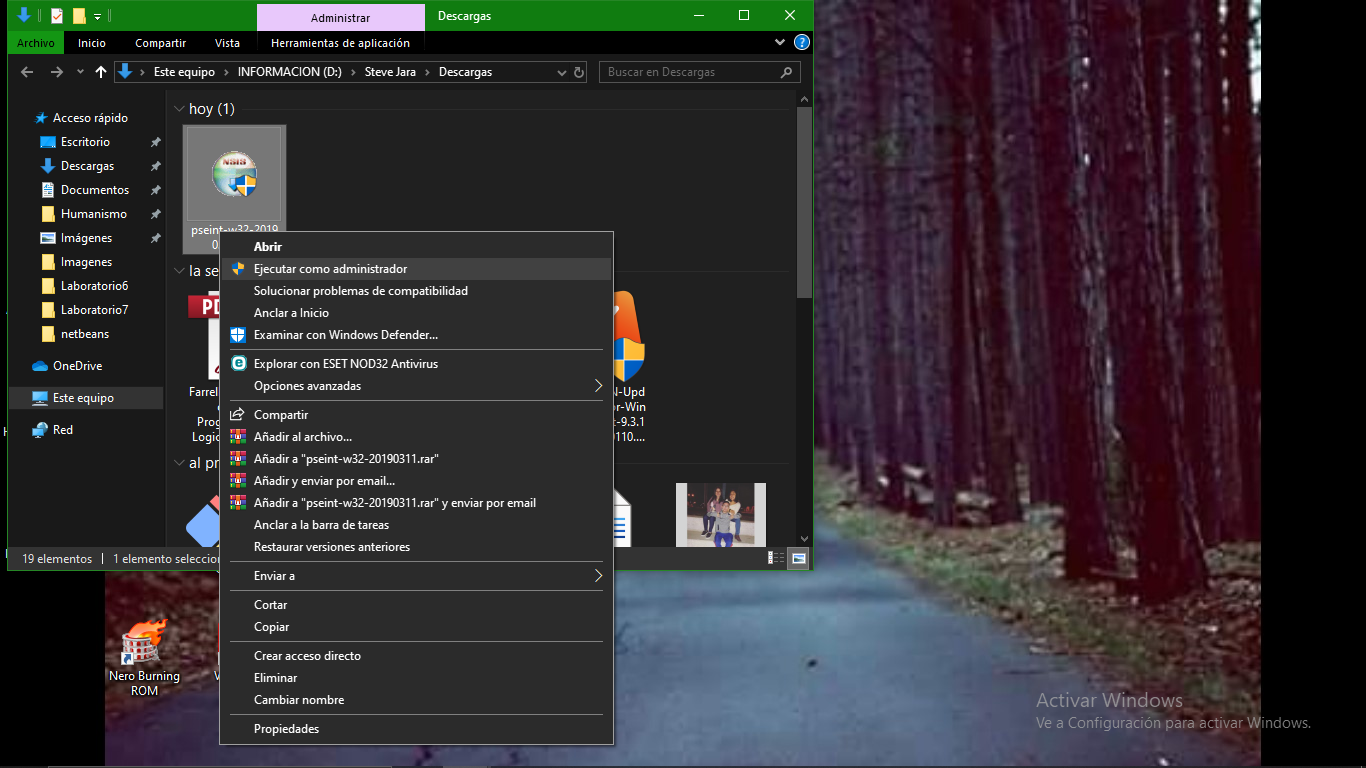 Administrar
Descargas
Archivo
Inicio
Compartir
Vista
Herramientas de aplicación
Este equipo
INFORMACION (D:)
Steve Jara
Descargas
Buscar en Descargas
Acceso rápido
Escritorio
Descargas
Documentos
Humanismo
Imágenes
Imagenes
Laboratorio6
Laboratorio7
netbeans
OneDrive
Este equipo
Red
hoy (1)
NSIS
pseint-w32-2019
la se
PD
Farrel
Prog
Logic
al pr
N-Upd
or-Win
-9.3.1
0110....
Abrir
Ejecutar como administrador
Solucionar problemas de compatibilidad
Anclar a Inicio
Examinar con Windows Defender...
Explorar con ESET NOD32 Antivirus
Opciones avanzadas
Compartir
Añadir al archivo...
Añadir a "pseint-w32-20190311.rar"
Añadir y enviar por email...
Añadir a "pseint-w32-20190311.rar" y enviar por email
Anclar a la barra de tareas
Restaurar versiones anteriores
Enviar a
Cortar
Copiar
Crear acceso directo
Eliminar
Cambiar nombre
Propiedades
19 elementos
1 elemento seleccion
Nero Burning
ROM
Activar Windows
Ve a Configuración para activar Windows.